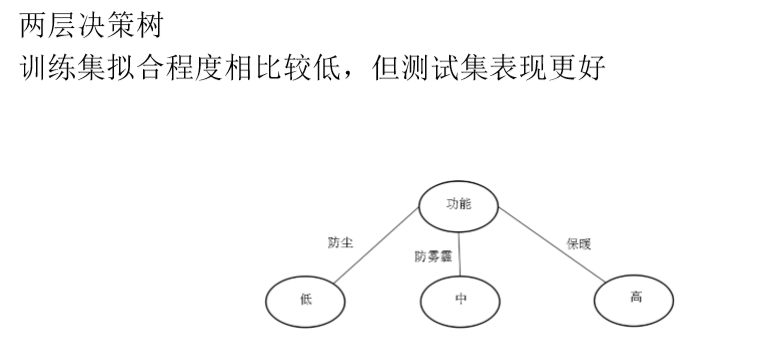 两层决策树
训练集拟合程度相比较低，但测试集表现更好
功能
防尘
防雾霾
保暖
低
中
高